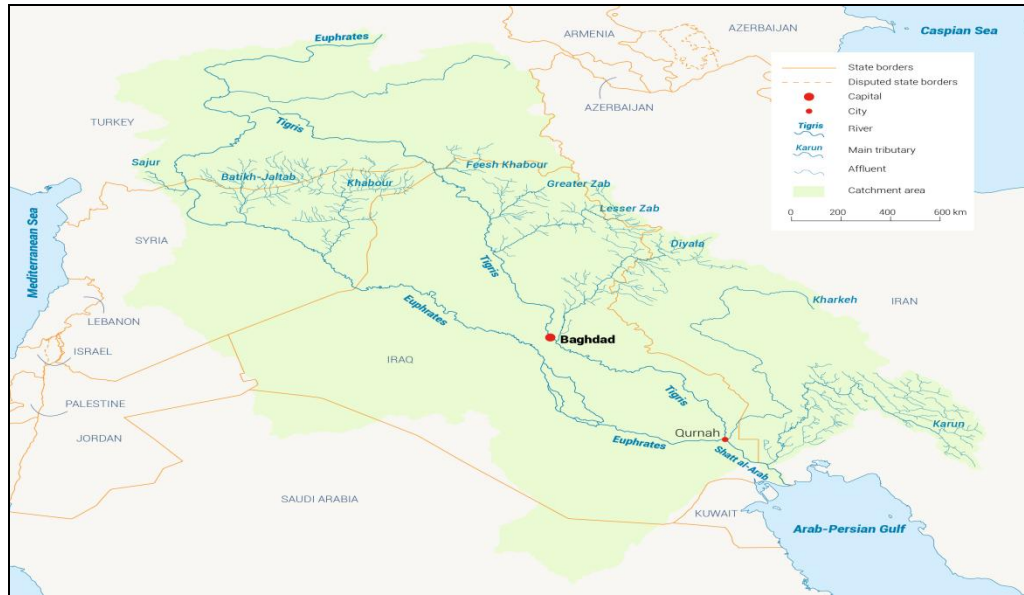 Euphrates
ARMENIA
AZERBAIJAN
Caspian Sea
State borders
Disputed state borders
Capital
City
Tigris
River
Karun
Main tributary
Affluent
Catchment area
0
200
400
600 km
AZERBAIJAN
TURKEY
Tigris
Sajur
Batikh-Jaltab
Khabour
Feesh Khabour
Greater Zab
Lesser Zab
Diyala
Mediterranean Sea
SYRIA
Tigris
Euphrates
Kharkeh
IRAN
LEBANON
Baghdad
ISRAEL
IRAQ
PALESTINE
Tigris
JORDAN
Qurnah
Euphrates
Karun
Shatt al-Arab
SAUDI ARABIA
KUWAIT
Arab-Persian Gulf